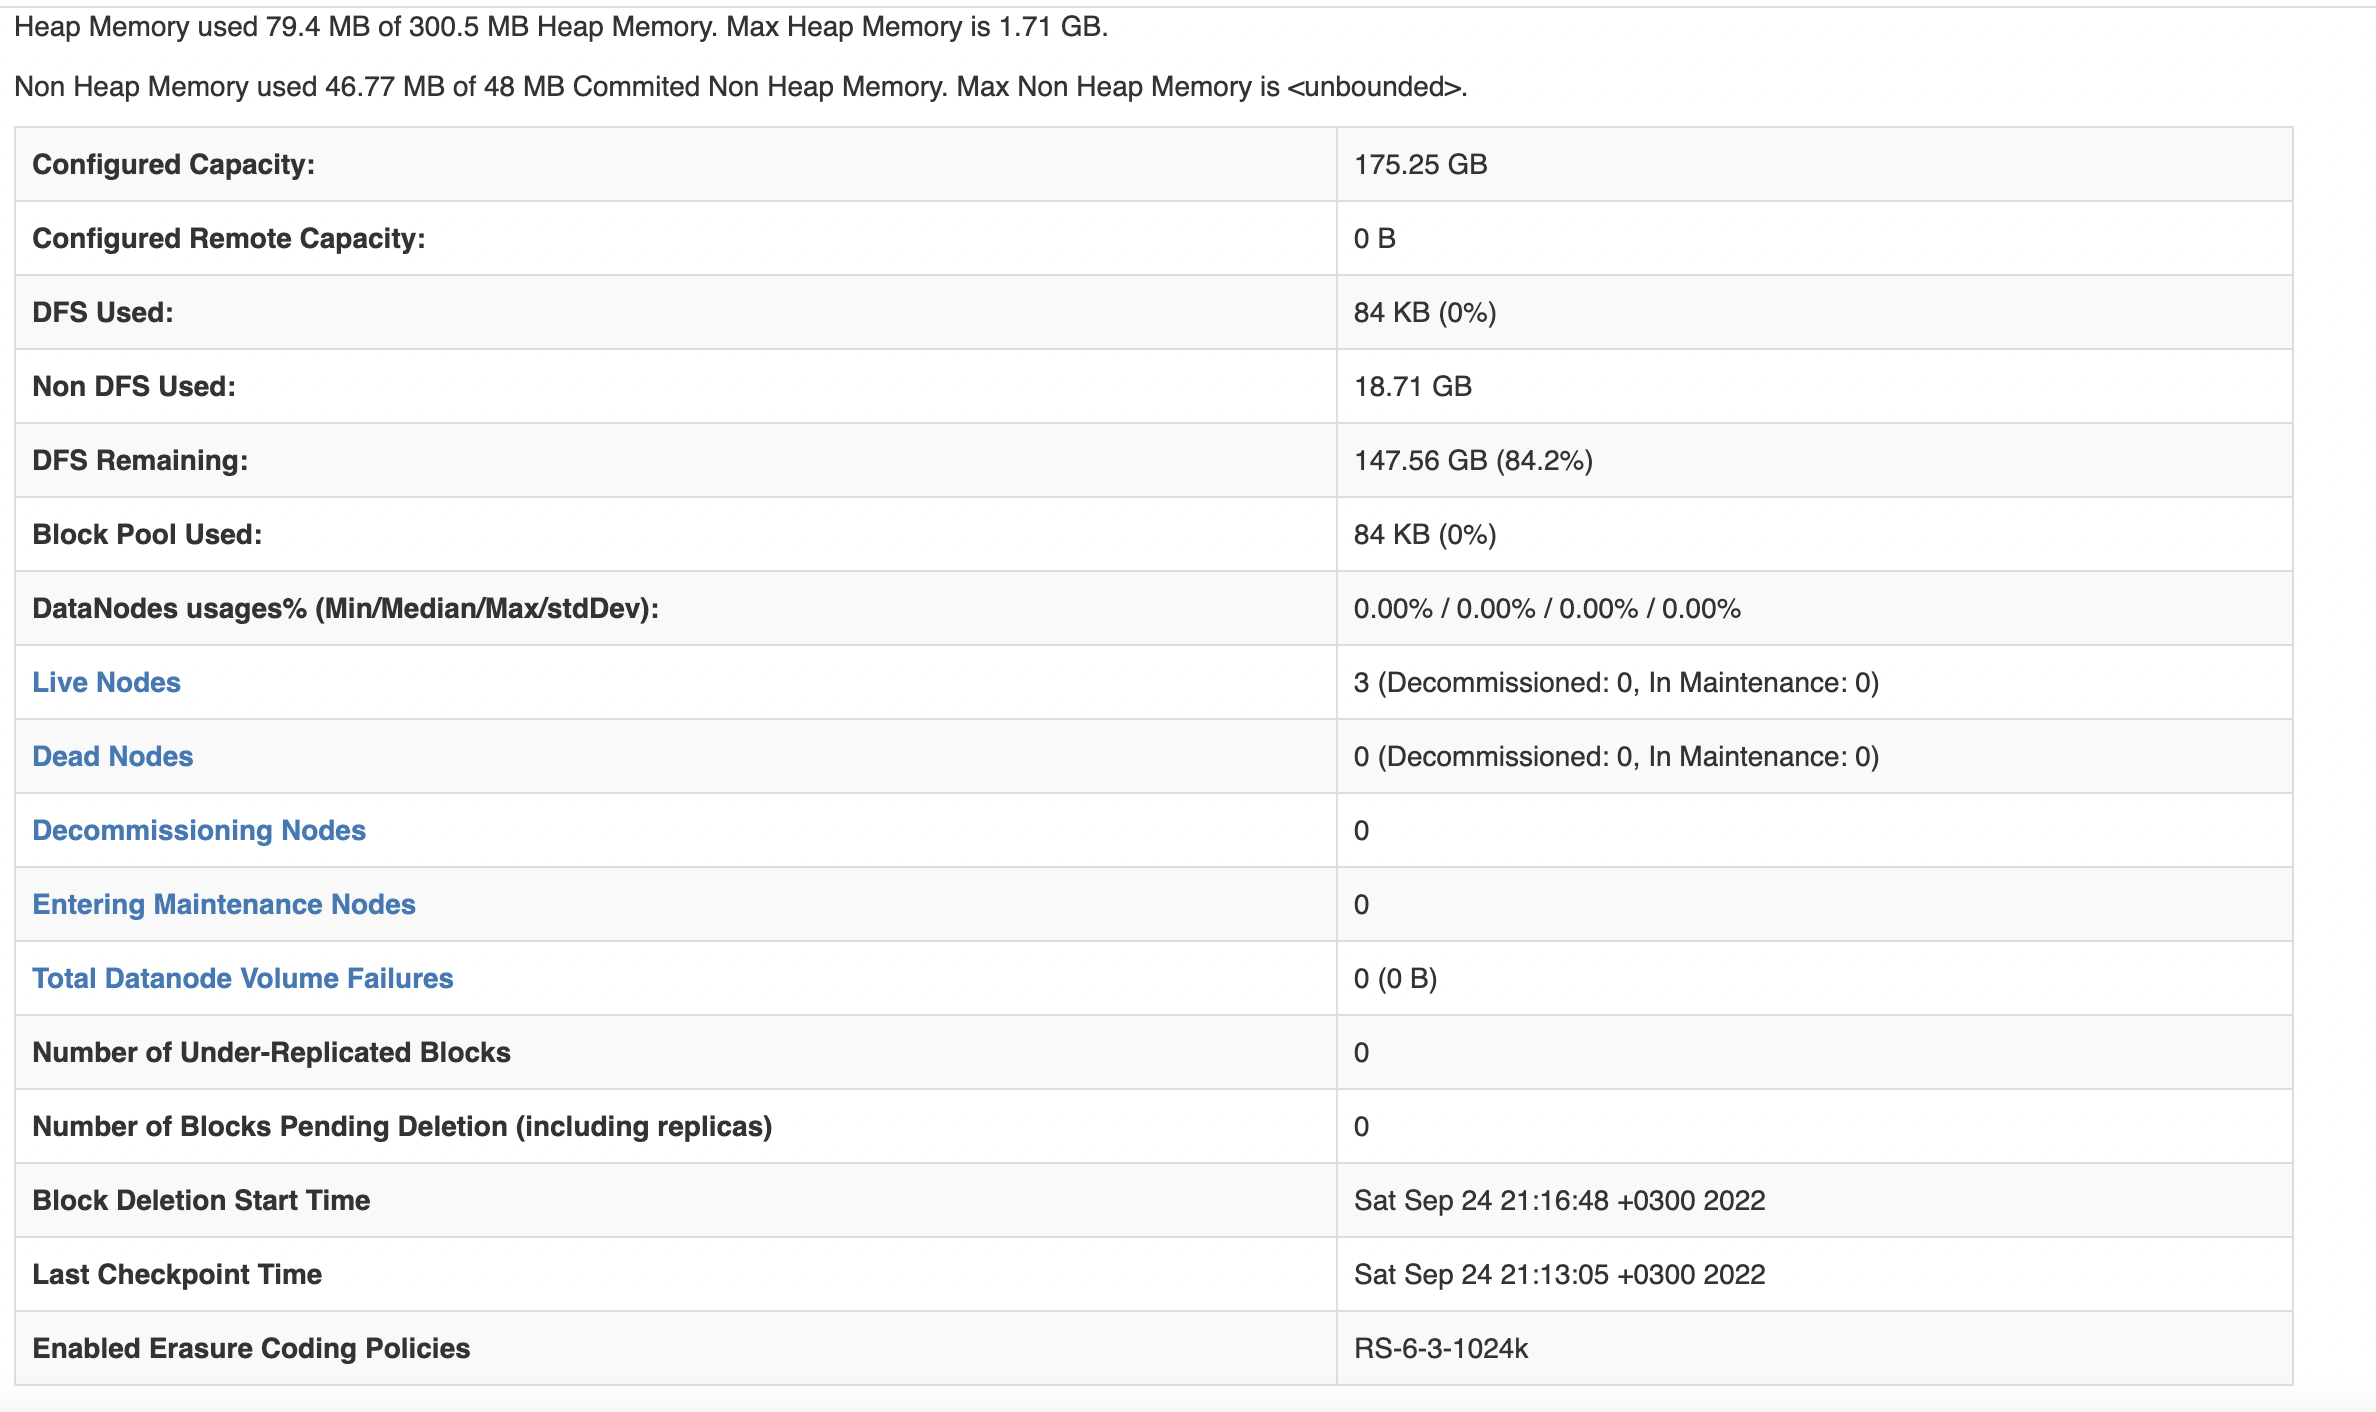 Heap Memory used 79.4 MB of 300.5 MB Heap Memory. Max Heap Memory is 1.71 GB.
Non Heap Memory used 46.77 MB of 48 MB Commited Non Heap Memory. Max Non Heap Memory is <unbounded>.
Configured Capacity: 175.25 GB
Configured Remote Capacity: 0 B
DFS Used: 84 KB (0%)
Non DFS Used: 18.71 GB
DFS Remaining: 147.56 GB (84.2%)
Block Pool Used: 84 KB (0%)
DataNodes usages% (Min/Median/Max/stdDev): 0.00% / 0.00% / 0.00% / 0.00%
Live Nodes 3 (Decommissioned: 0, In Maintenance: 0)
Dead Nodes 0 (Decommissioned: 0, In Maintenance: 0)
Decommissioning Nodes 0
Entering Maintenance Nodes 0
Total Datanode Volume Failures 0 (0 B)
Number of Under-Replicated Blocks 0
Number of Blocks Pending Deletion (including replicas) 0
Block Deletion Start Time Sat Sep 24 21:16:48 +0300 2022
Last Checkpoint Time Sat Sep 24 21:13:05 +0300 2022
Enabled Erasure Coding Policies RS-6-3-1024k